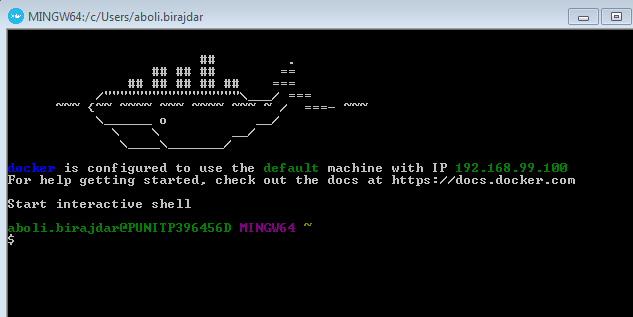 MINGW64:/c/Users/aboli.birajdar
##         .
## ## ##        ==
## ## ## ## ##    ===
/"""""""""""""""""\___/ ===
~~~ {~~ ~~~~ ~~~ ~~~~ ~~~ ~ /  ===- ~~~
\______ o           __/
\    \         __/
\____\_______/
docker is configured to use the default machine with IP 192.168.99.100
For help getting started, check out the docs at https://docs.docker.com
Start interactive shell
aboli.birajdar@PUNITP396456D MINGW64 ~
$